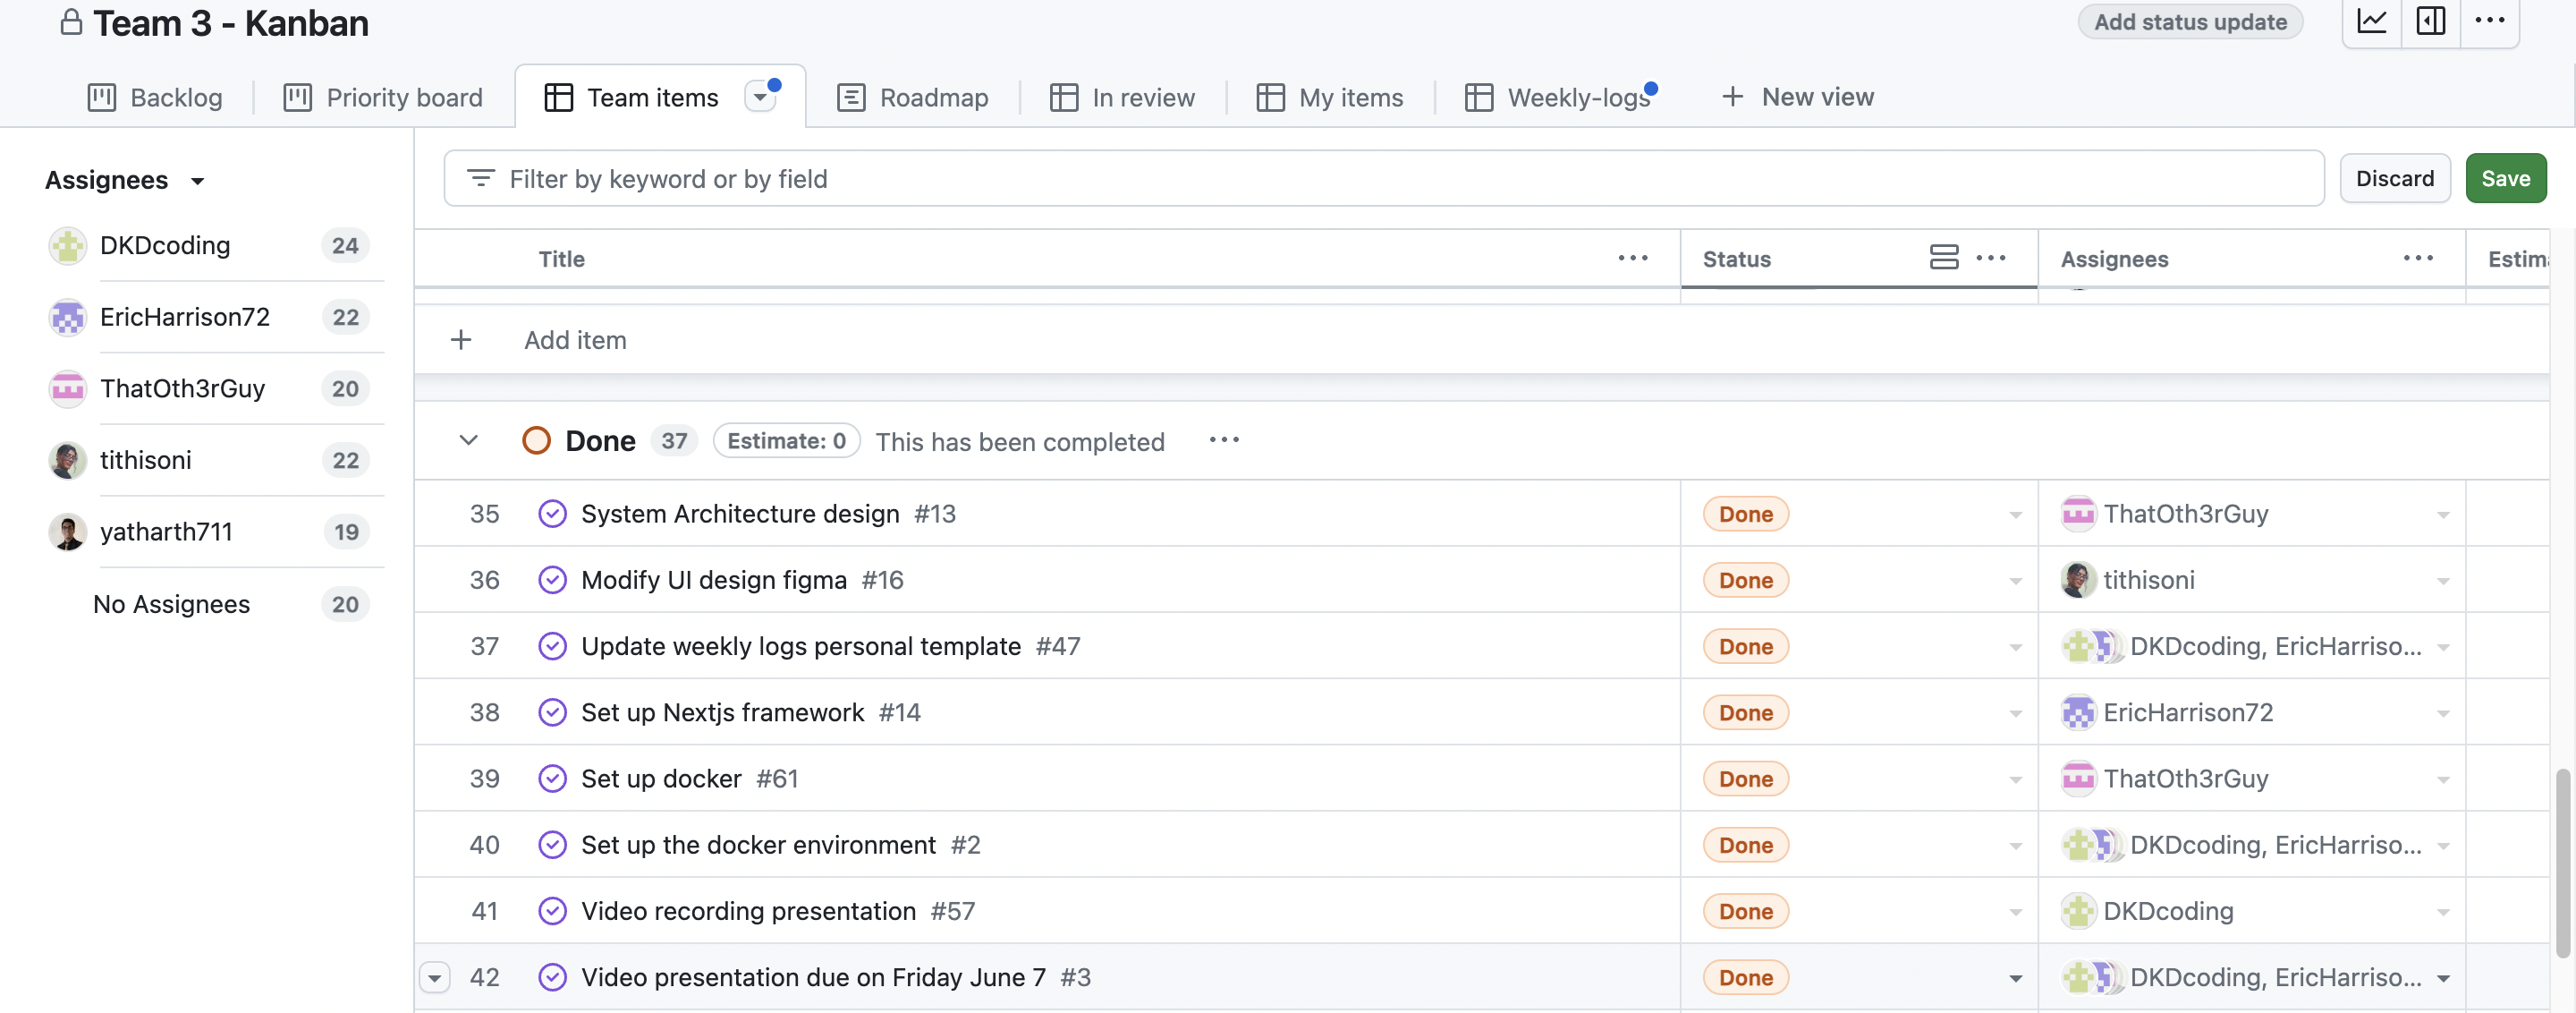 Team 3 - Kanban
Add status update
Backlog
Priority board
Team items
Roadmap
In review
My items
Weekly-logs
New view
Assignees
DKDcoding 24
EricHarrison72 22
ThatOth3rGuy 20
tithisoni 22
yatharth711 19
No Assignees 20
Filter by keyword or by field
Discard
Save
Title Status Assignees Estim
Add item
Done 37 Estimate: 0 This has been completed
35 System Architecture design #13 Done ThatOth3rGuy
36 Modify UI design figma #16 Done tithisoni
37 Update weekly logs personal template #47 Done DKDcoding, EricHarriso...
38 Set up Nextjs framework #14 Done EricHarrison72
39 Set up docker #61 Done ThatOth3rGuy
40 Set up the docker environment #2 Done DKDcoding, EricHarriso...
41 Video recording presentation #57 Done DKDcoding
42 Video presentation due on Friday June 7 #3 Done DKDcoding, EricHarriso...